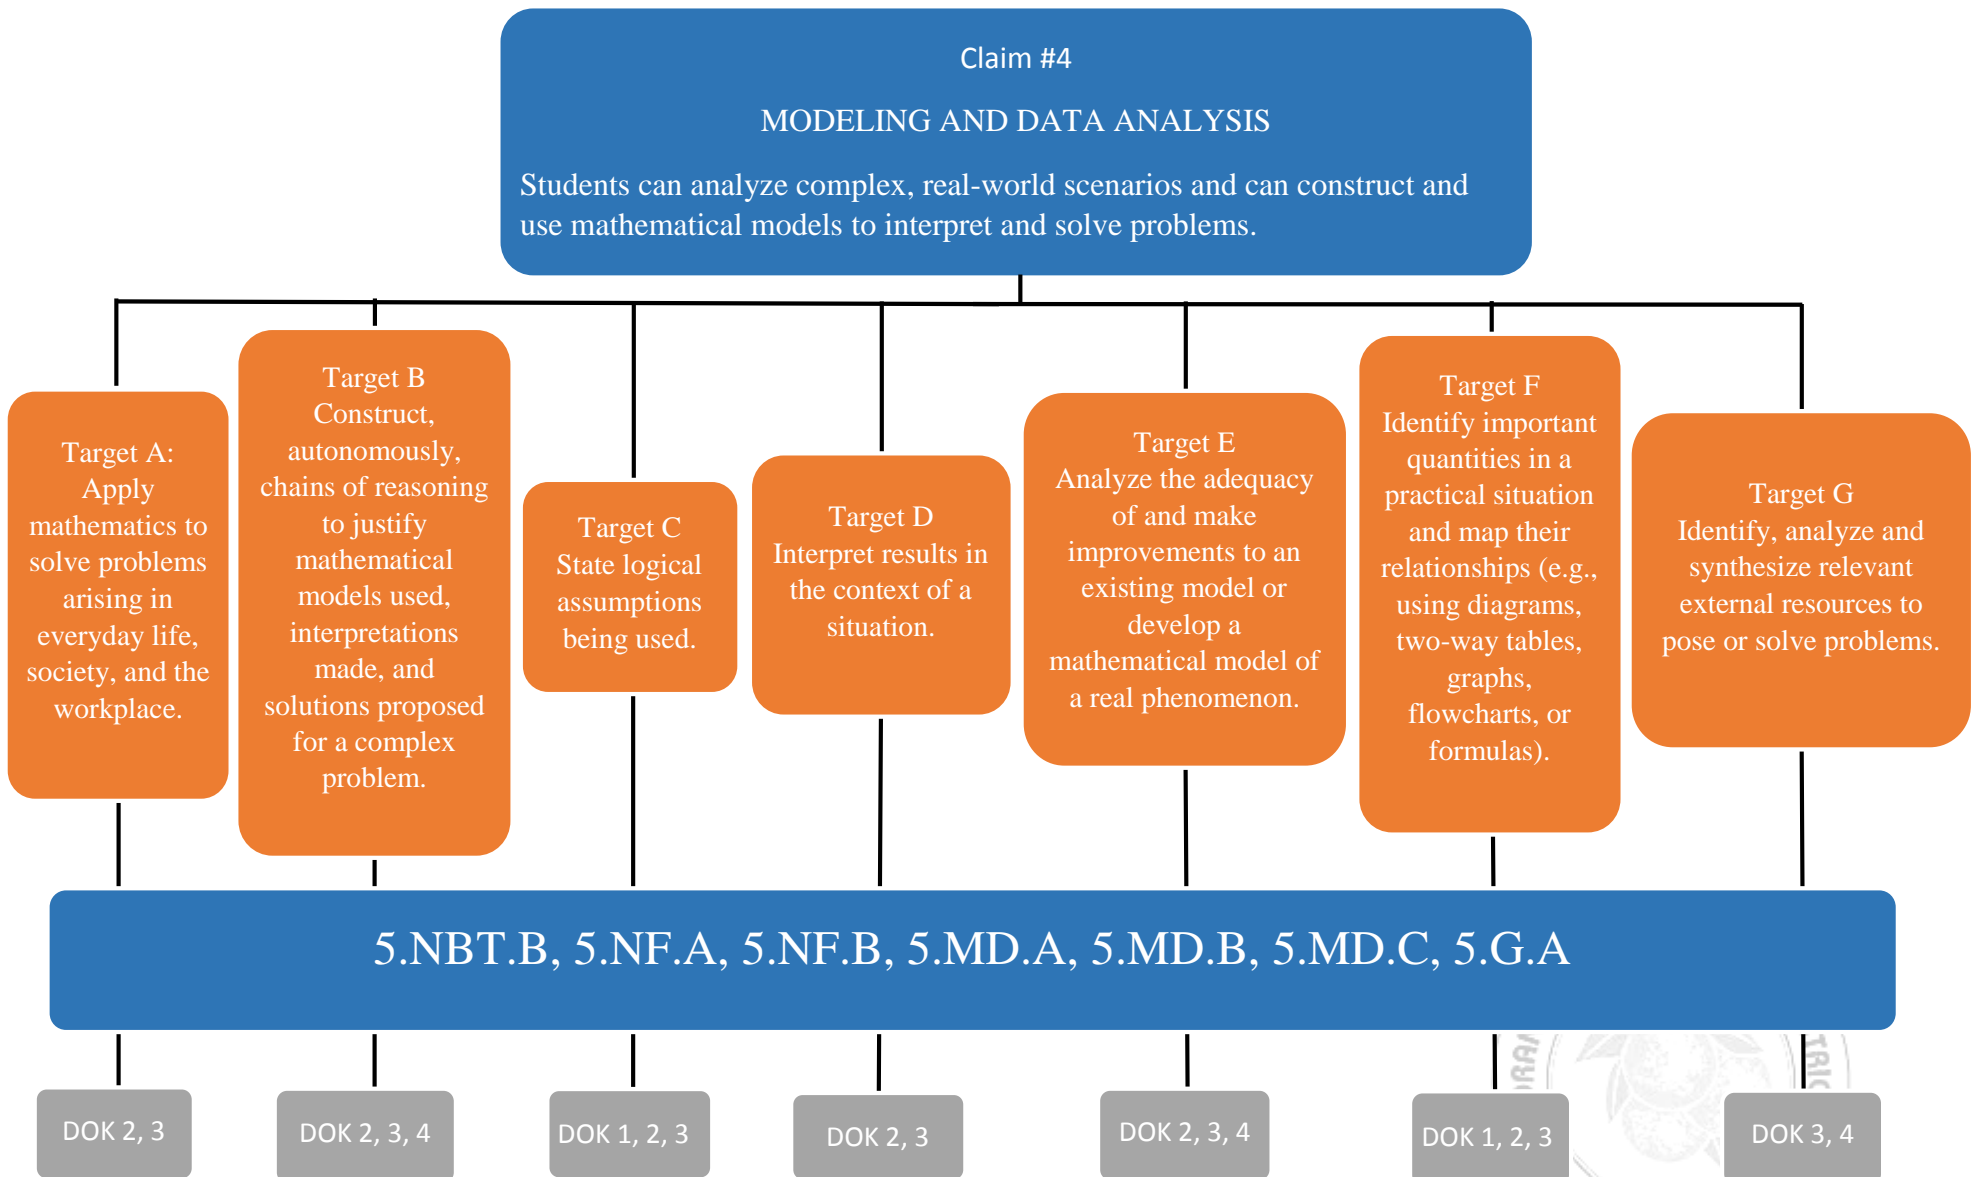 Claim #4
MODELING AND DATA ANALYSIS
Students can analyze complex, real-world scenarios and can construct and
use mathematical models to interpret and solve problems.
Target A:
Apply
mathematics to
solve problems
arising in
everyday life,
society, and the
workplace.
Target B
Construct,
autonomously,
chains of reasoning
to justify
mathematical
models used,
interpretations
made, and
solutions proposed
for a complex
problem.
Target C
State logical
assumptions
being used.
Target D
Interpret results in
the context of a
situation.
Target E
Analyze the adequacy
of and make
improvements to an
existing model or
develop a
mathematical model of
a real phenomenon.
Target F
Identify important
quantities in a
practical situation
and map their
relationships (e.g.,
using diagrams,
two-way tables,
graphs,
flowcharts, or
formulas).
Target G
Identify, analyze and
synthesize relevant
external resources to
pose or solve problems.
5.NBT.B, 5.NF.A, 5.NF.B, 5.MD.A, 5.MD.B, 5.MD.C, 5.G.A
DOK 2, 3
DOK 2, 3, 4
DOK 1, 2, 3
DOK 2, 3
DOK 2, 3, 4
DOK 1, 2, 3
DOK 3, 4